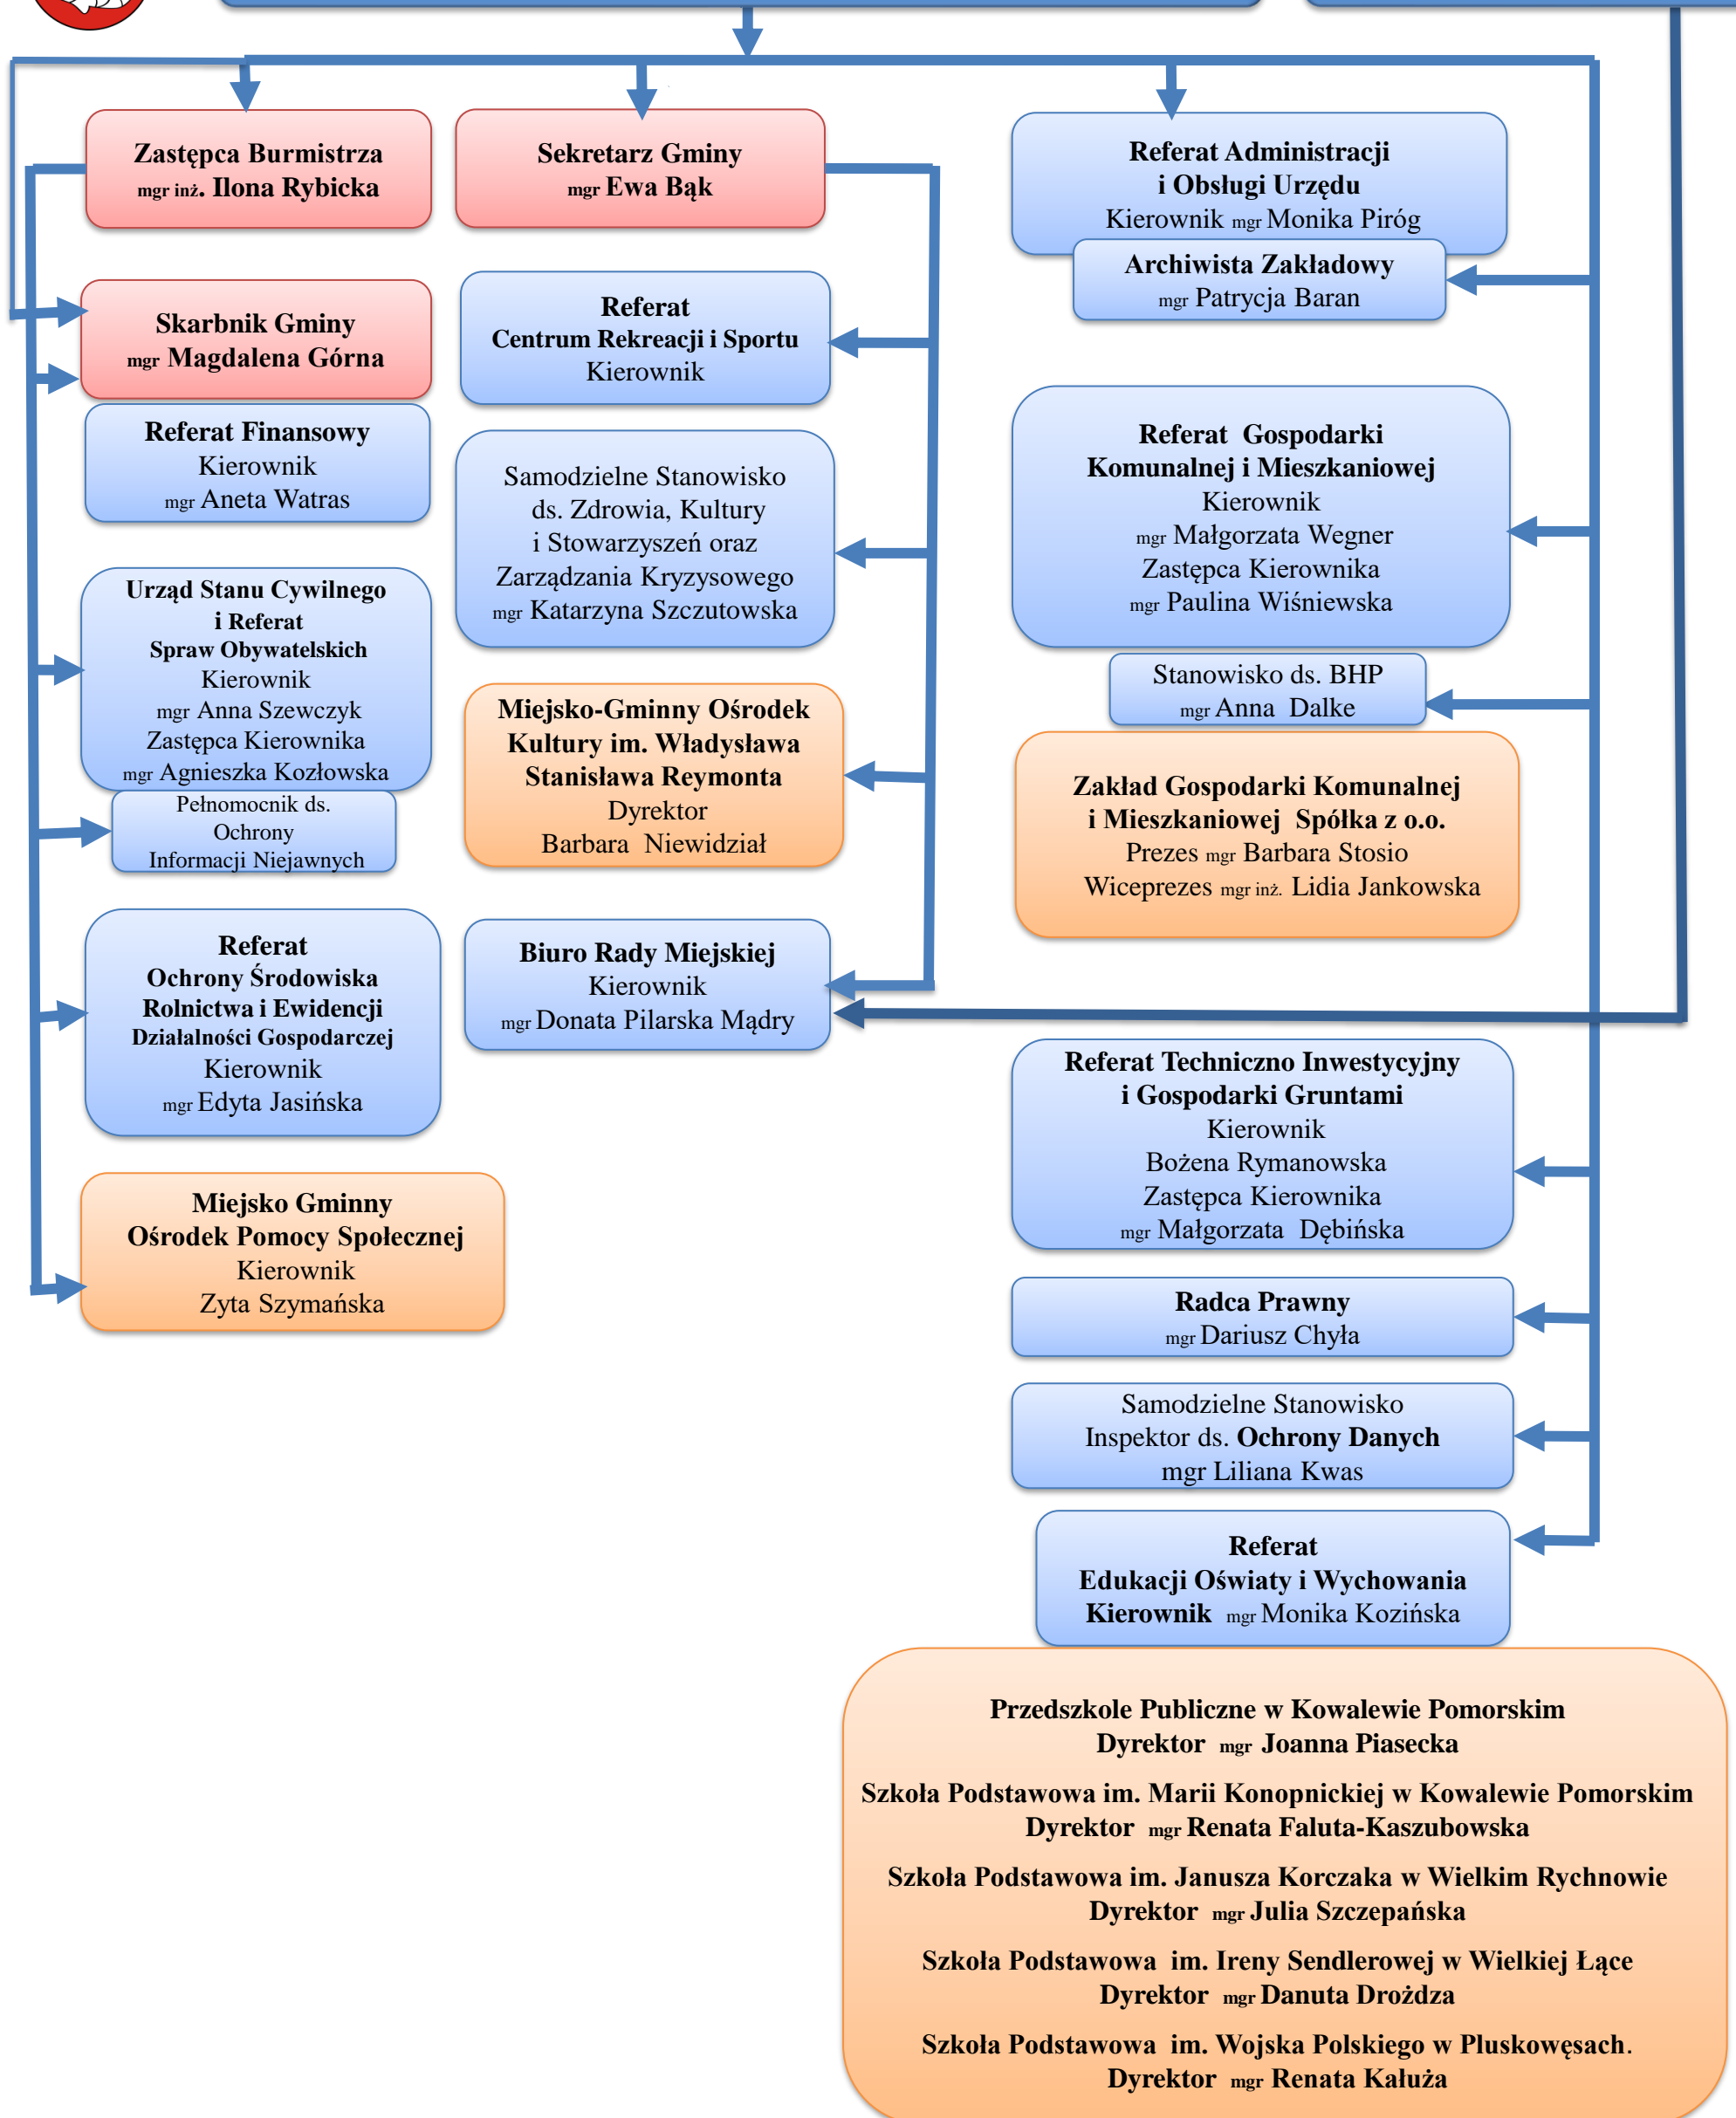 Zastępca Burmistrza
mgr inż. Ilona Rybicka
Sekretarz Gminy
mgr Ewa Bąk
Referat Administracji
i Obsługi Urzędu
Kierownik mgr Monika Piróg
Archiwista Zakładowy
mgr Patrycja Baran
Skarbnik Gminy
mgr Magdalena Górna
Referat
Centrum Rekreacji i Sportu
Kierownik
Referat Finansowy
Kierownik
mgr Aneta Watras
Samodzielne Stanowisko
ds. Zdrowia, Kultury
i Stowarzyszeń oraz
Zarządzania Kryzysowego
mgr Katarzyna Szczutowska
Referat Gospodarki
Komunalnej i Mieszkaniowej
Kierownik
mgr Małgorzata Wegner
Zastępca Kierownika
mgr Paulina Wiśniewska
Urząd Stanu Cywilnego
i Referat
Spraw Obywatelskich
Kierownik
mgr Anna Szewczyk
Zastępca Kierownika
mgr Agnieszka Kozłowska
Pełnomocnik ds.
Ochrony
Informacji Niejawnych
Miejsko-Gminny Ośrodek
Kultury im. Władysława
Stanisława Reymonta
Dyrektor
Barbara Niewidział
Stanowisko ds. BHP
mgr Anna Dalke
Zakład Gospodarki Komunalnej
i Mieszkaniowej Spółka z o.o.
Prezes mgr Barbara Stosio
Wiceprezes mgr inż. Lidia Jankowska
Referat
Ochrony Środowiska
Rolnictwa i Ewidencji
Działalności Gospodarczej
Kierownik
mgr Edyta Jasińska
Biuro Rady Miejskiej
Kierownik
mgr Donata Pilarska Mądry
Referat Techniczno Inwestycyjny
i Gospodarki Gruntami
Kierownik
Bożena Rymanowska
Zastępca Kierownika
mgr Małgorzata Dębińska
Miejsko Gminny
Ośrodek Pomocy Społecznej
Kierownik
Zyta Szymańska
Radca Prawny
mgr Dariusz Chyła
Samodzielne Stanowisko
Inspektor ds. Ochrony Danych
mgr Liliana Kwas
Referat
Edukacji Oświaty i Wychowania
Kierownik mgr Monika Kozińska
Przedszkole Publiczne w Kowalewie Pomorskim
Dyrektor mgr Joanna Piasecka
Szkoła Podstawowa im. Marii Konopnickiej w Kowalewie Pomorskim
Dyrektor mgr Renata Faluta-Kaszubowska
Szkoła Podstawowa im. Janusza Korczaka w Wielkim Rychnowie
Dyrektor mgr Julia Szczepańska
Szkoła Podstawowa im. Ireny Sendlerowej w Wielkiej Łące
Dyrektor mgr Danuta Drożdza
Szkoła Podstawowa im. Wojska Polskiego w Pluskowęsach.
Dyrektor mgr Renata Kałuża